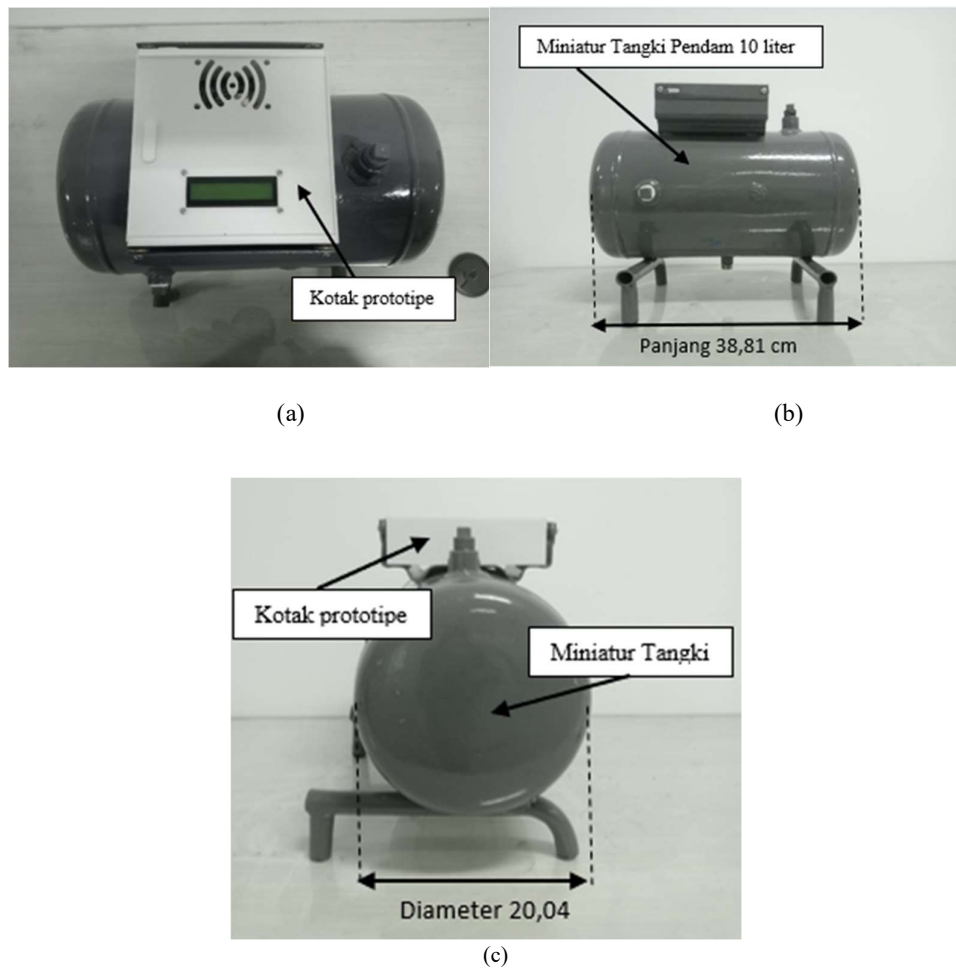 Kotak prototipe
Miniatur Tangki Pendam 10 liter
Panjang 38,81 cm
(a)
(b)
Kotak prototipe
Miniatur Tangki
Diameter 20,04
(c)